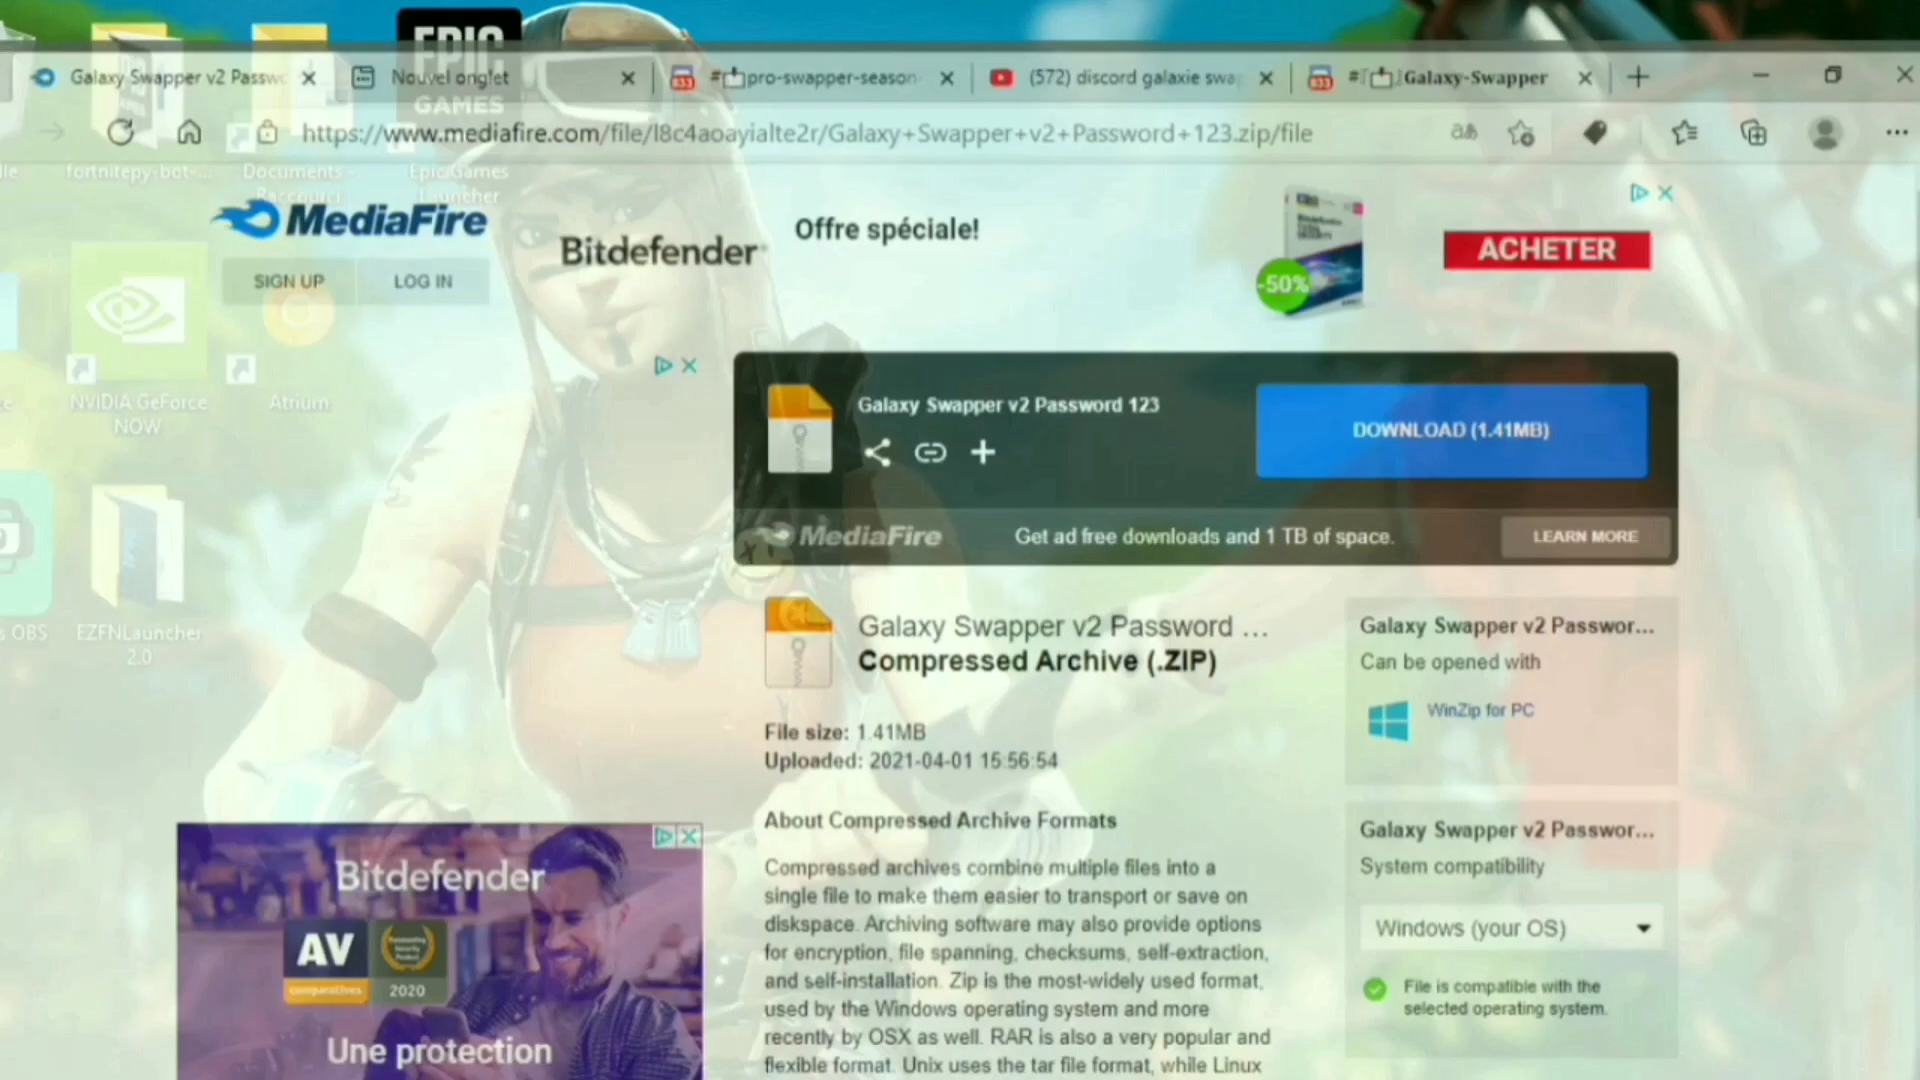 EPIC
GAMES
Galaxy Swapper v2 Passwo
Nouvel onglet
pro-swapper-season
(572) discord galaxie swa
Galaxy-Swapper
https://www.mediafire.com/file/l8c4aoayialte2r/Galaxy+Swapper+v2+Password+123.zip/file
fortnitepy-bot-...
Documents -
Raccourci
Epic Games
Launcher
MediaFire
SIGN UP
LOG IN
Bitdefender
Offre spéciale!
-50%
ACHETER
NVIDIA GeForce
NOW
Atrium
Galaxy Swapper v2 Password 123
DOWNLOAD (1.41MB)
MediaFire
Get ad free downloads and 1 TB of space.
LEARN MORE
OBS
EZFNLauncher
2.0
Galaxy Swapper v2 Password ...
Compressed Archive (.ZIP)
File size: 1.41MB
Uploaded: 2021-04-01 15:56:54
About Compressed Archive Formats
Compressed archives combine multiple files into a
single file to make them easier to transport or save on
diskspace. Archiving software may also provide options
for encryption, file spanning, checksums, self-extraction,
and self-installation. Zip is the most-widely used format,
used by the Windows operating system and more
recently by OSX as well. RAR is also a very popular and
flexible format. Unix uses the tar file format, while Linux
Galaxy Swapper v2 Passwor...
Can be opened with
WinZip for PC
Galaxy Swapper v2 Passwor...
System compatibility
Windows (your OS)
File is compatible with the
selected operating system.
Bitdefender
AV
comparatives
2020
Une protection